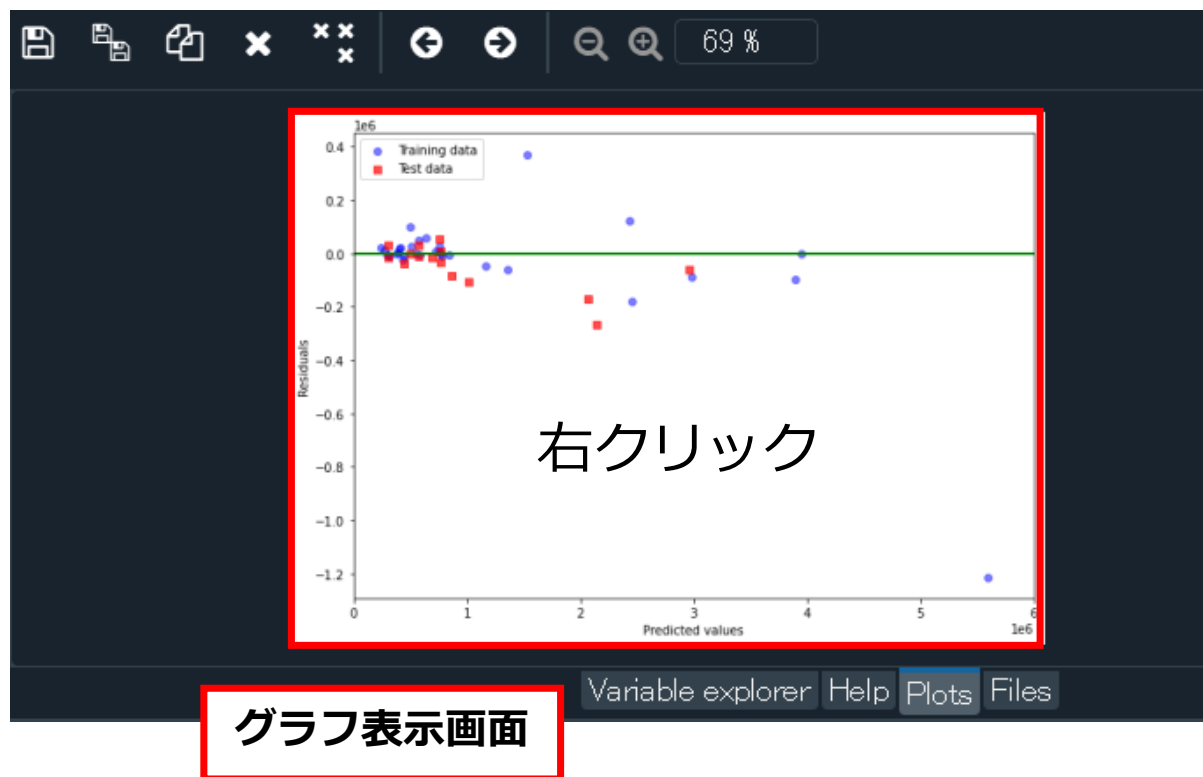 69 %
1e6
Training data
Test data
0.4
0.2
0.0
−0.2
−0.4
−0.6
−0.8
−1.0
−1.2
Residuals
右クリック
0 1 2 3 4 5 6
Predicted values 1e6
Variable explorer Help Plots Files
グラフ表示画面